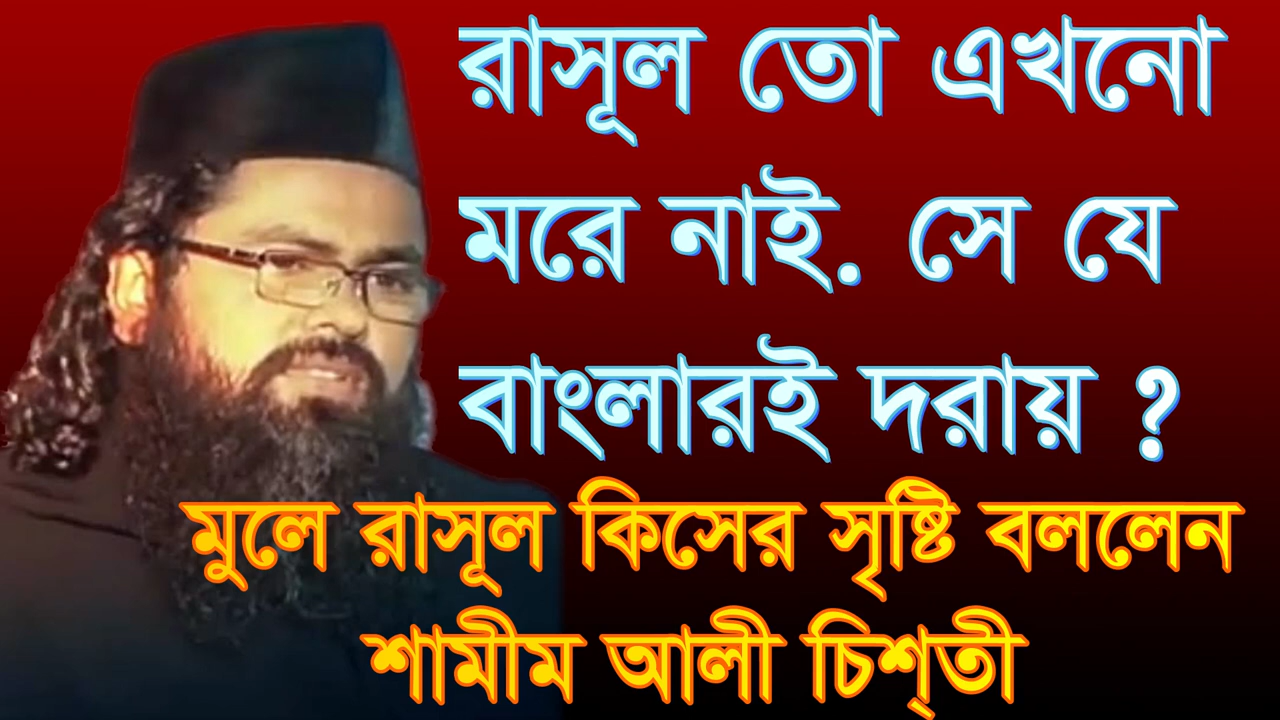 রাসূল তো এখনো
মরে নাই. সে যে
বাংলারই দরায় ?
মুলে রাসূল কিসের সৃষ্টি বললেন
শামীম আলী চিশ্তী